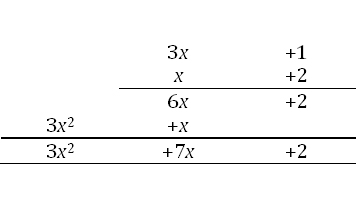 3x +1
x +2
6x +2
3x² +x
3x² +7x +2